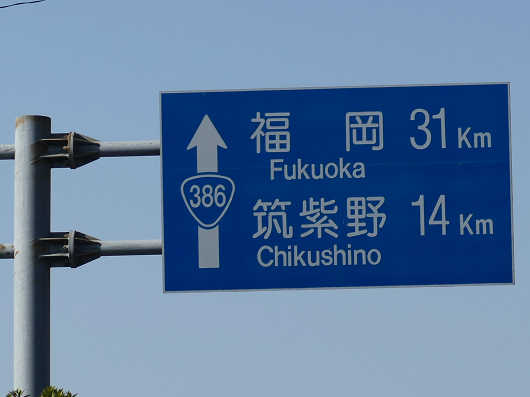 福岡 31 Km
Fukuoka
386
筑紫野 14 Km
Chikushino